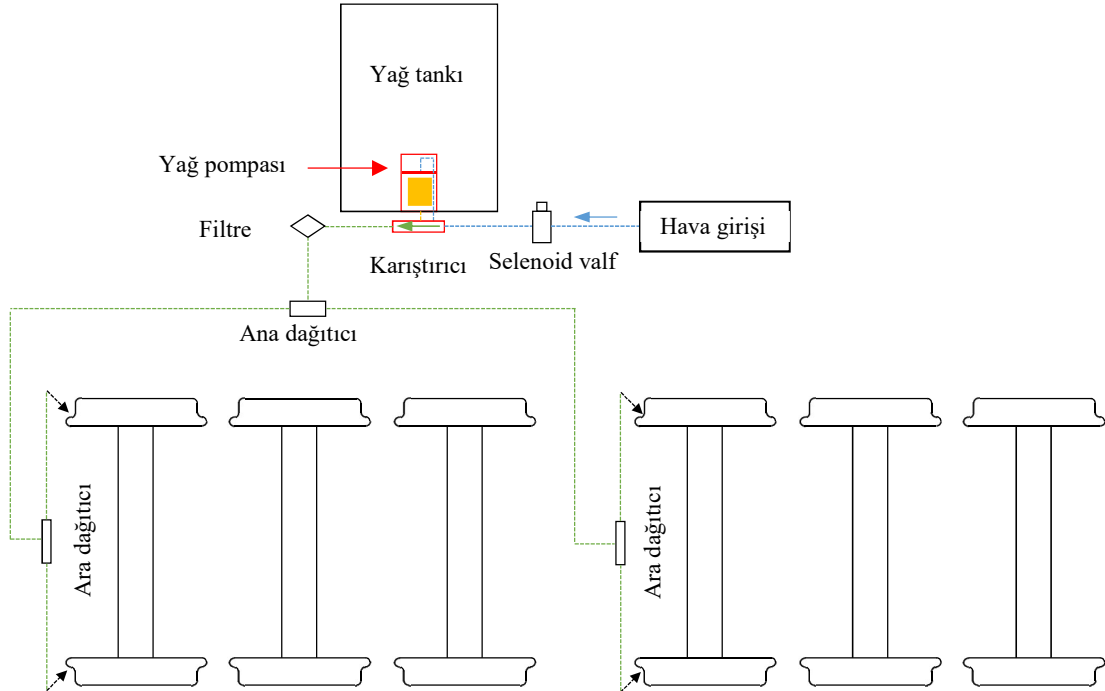 Yağ tankı
Yağ pompası
Filtre
Karıştırıcı
Selenoid valf
Hava girişi
Ana dağıtıcı
Ara dağıtıcı
Ara dağıtıcı